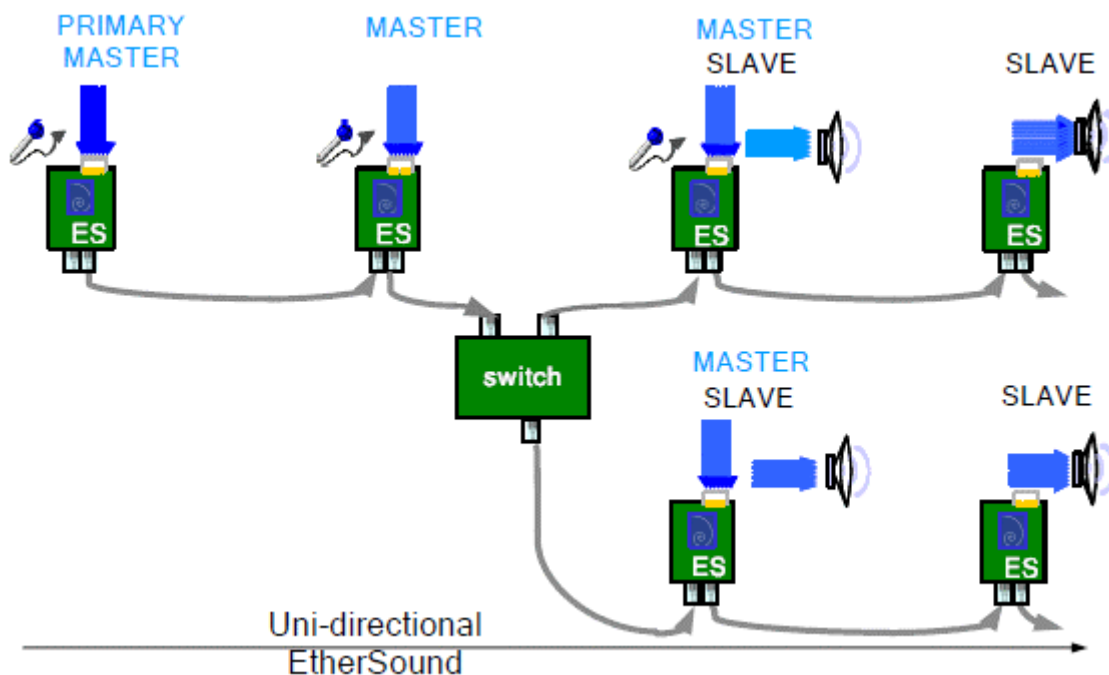 PRIMARY
MASTER
MASTER
MASTER
SLAVE
SLAVE
ES
ES
ES
ES
switch
MASTER
SLAVE
SLAVE
ES
ES
Uni-directional
EtherSound